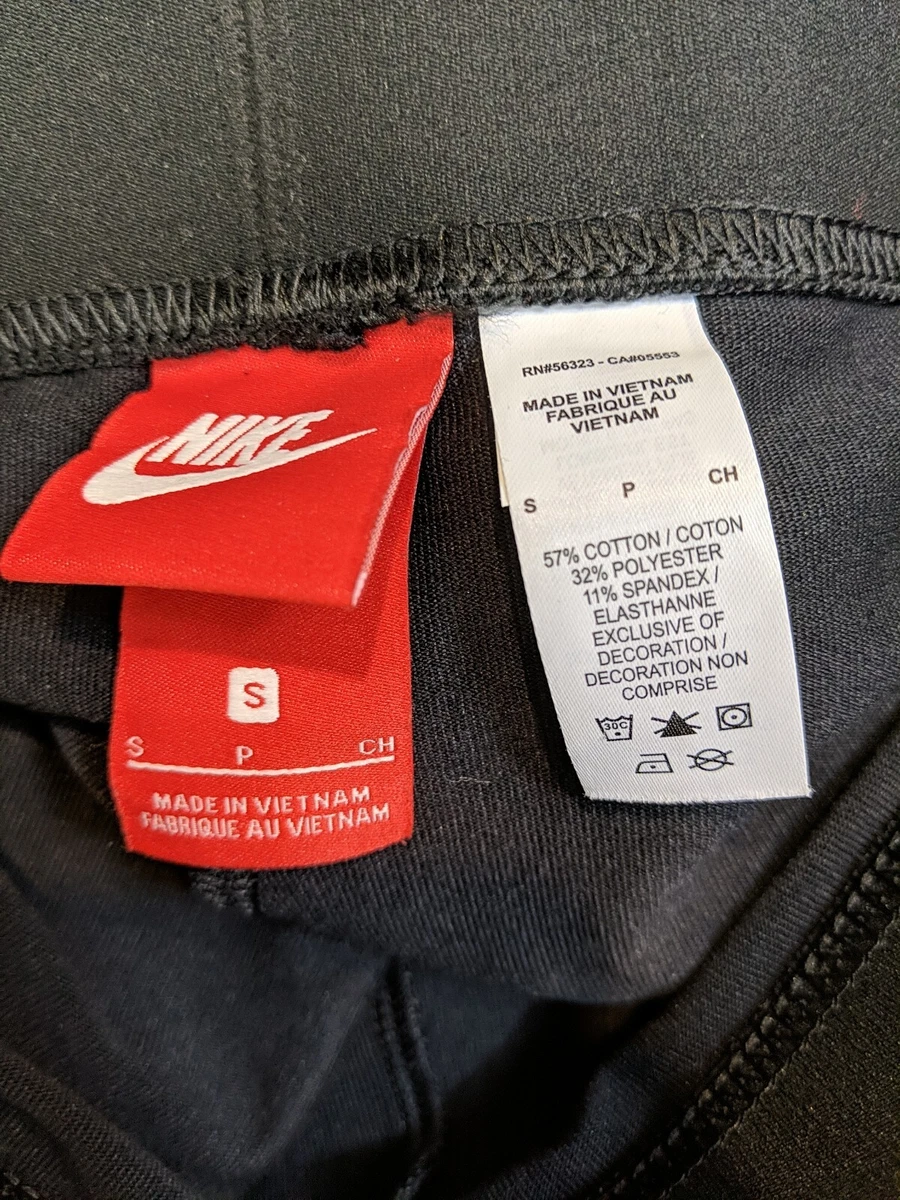 NIKE
S
S P CH
MADE IN VIETNAM
FABRIQUE AU VIETNAM
RN#56323 - CA#05553
MADE IN VIETNAM
FABRIQUE AU
VIETNAM
S P CH
57% COTTON / COTON
32% POLYESTER
11% SPANDEX /
ELASTHANNE
EXCLUSIVE OF
DECORATION /
DECORATION NON
COMPRISE
30C